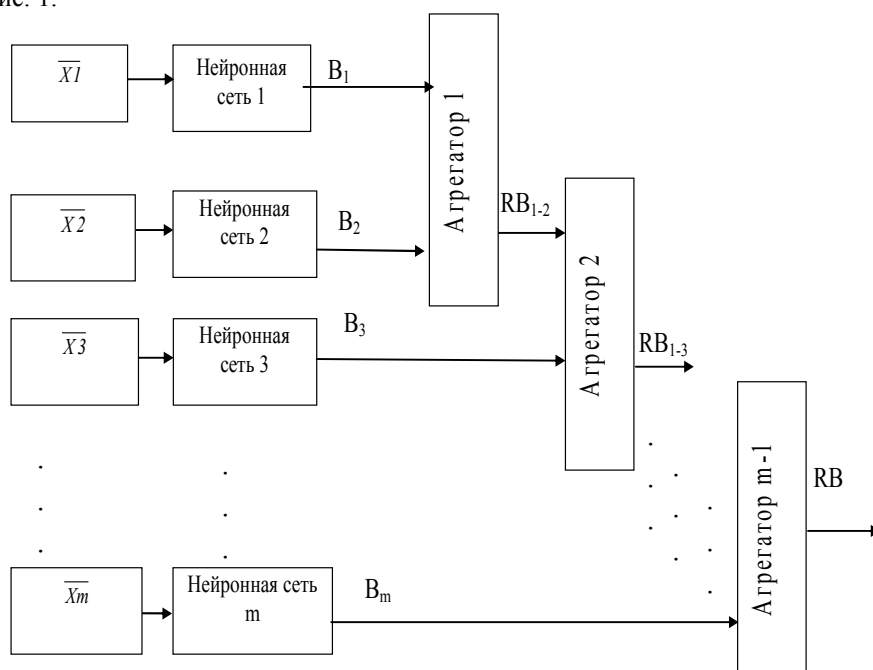 ис. 1.
X1
Нейронная
сеть 1
B₁
Агрегатор 1
X2
Нейронная
сеть 2
B₂
RB₁₋₂
Агрегатор 2
X3
Нейронная
сеть 3
B₃
RB₁₋₃
Xm
Нейронная сеть
m
Bₘ
Агрегатор m-1
RB